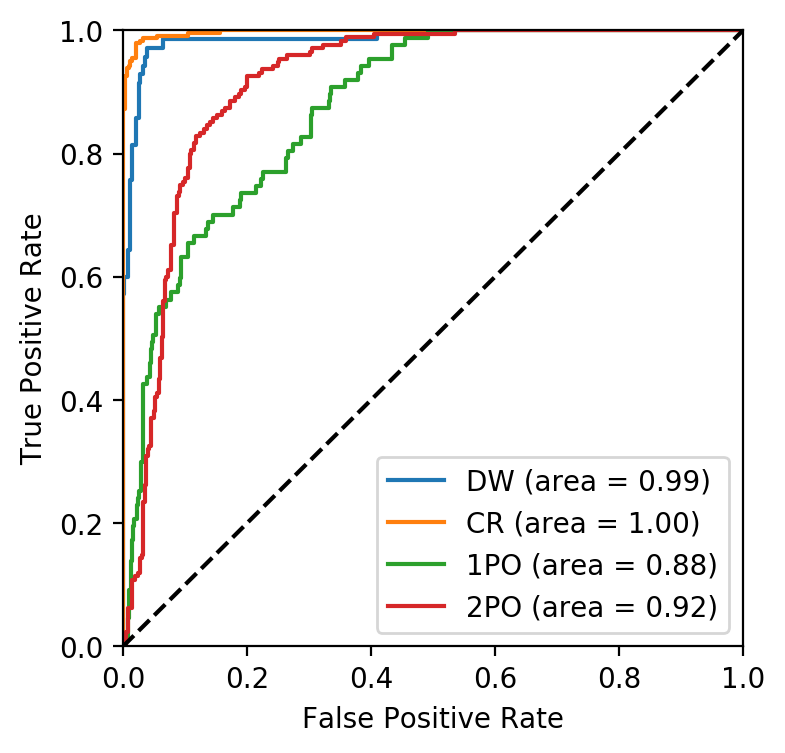 1.0
0.8
0.6
0.4
0.2
0.0
True Positive Rate
DW (area = 0.99)
CR (area = 1.00)
1PO (area = 0.88)
2PO (area = 0.92)
0.0 0.2 0.4 0.6 0.8 1.0
False Positive Rate